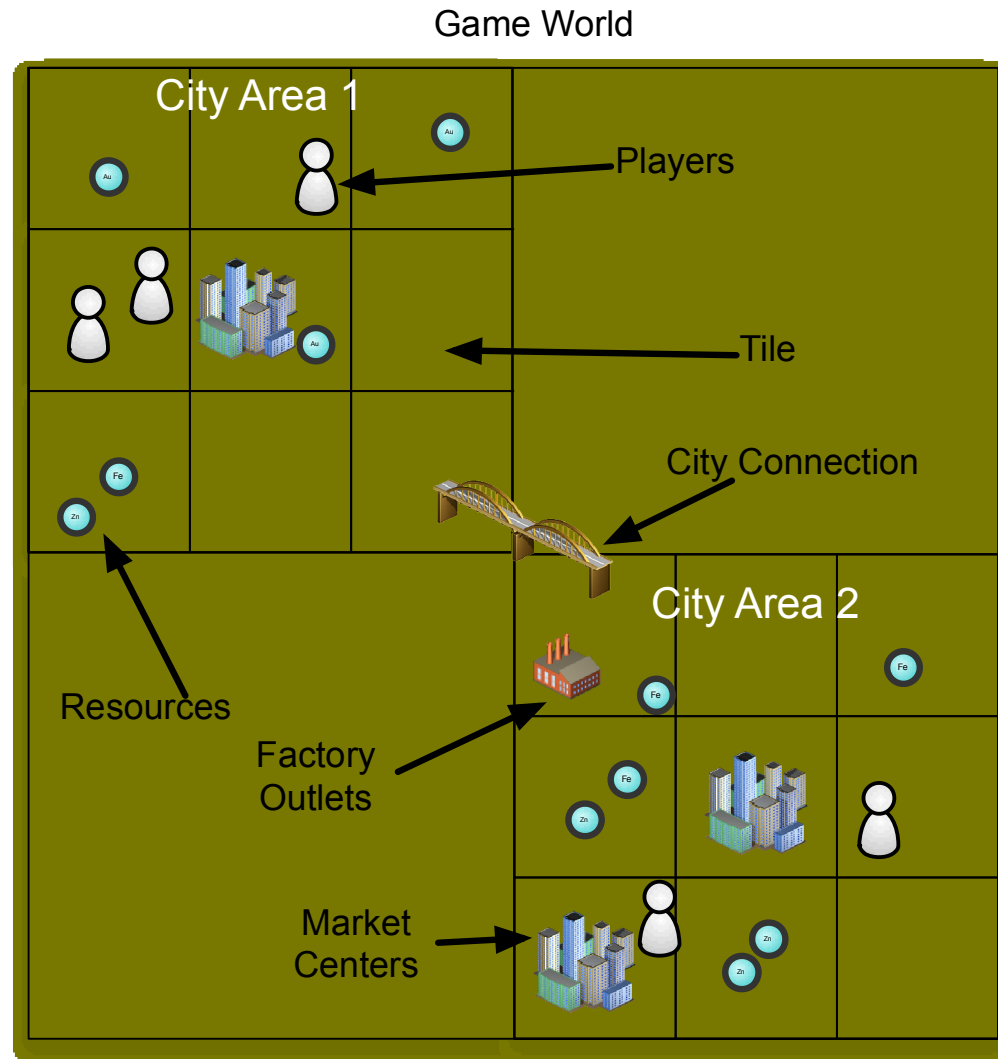 Game World
City Area 1
Au
Au
Players
Au
Tile
City Connection
Fe
Zn
City Area 2
Resources
Fe
Fe
Factory
Outlets
Fe
Zn
Market
Centers
Zn
Zn